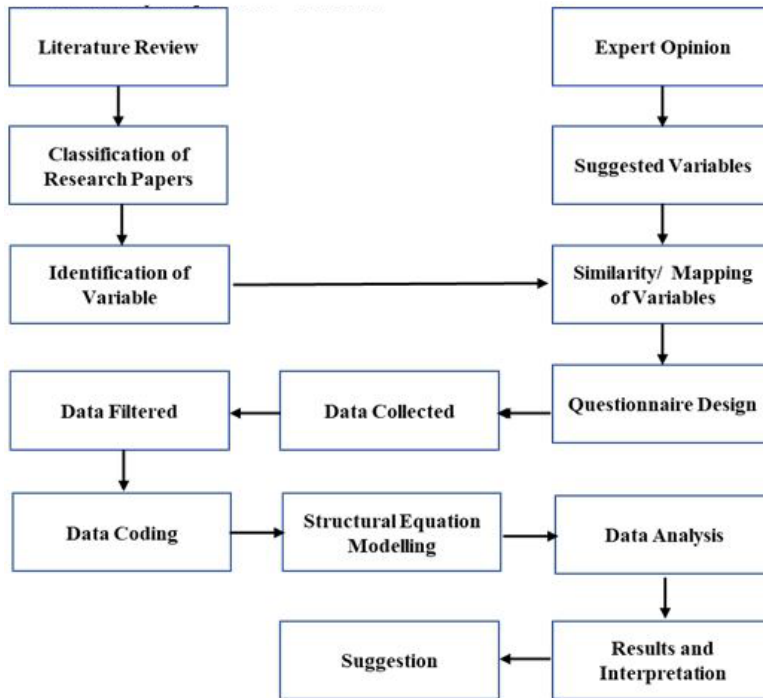 Literature Review
Expert Opinion
Classification of
Research Papers
Suggested Variables
Identification of
Variable
Similarity/ Mapping
of Variables
Data Filtered
Data Collected
Questionnaire Design
Data Coding
Structural Equation
Modelling
Data Analysis
Suggestion
Results and
Interpretation